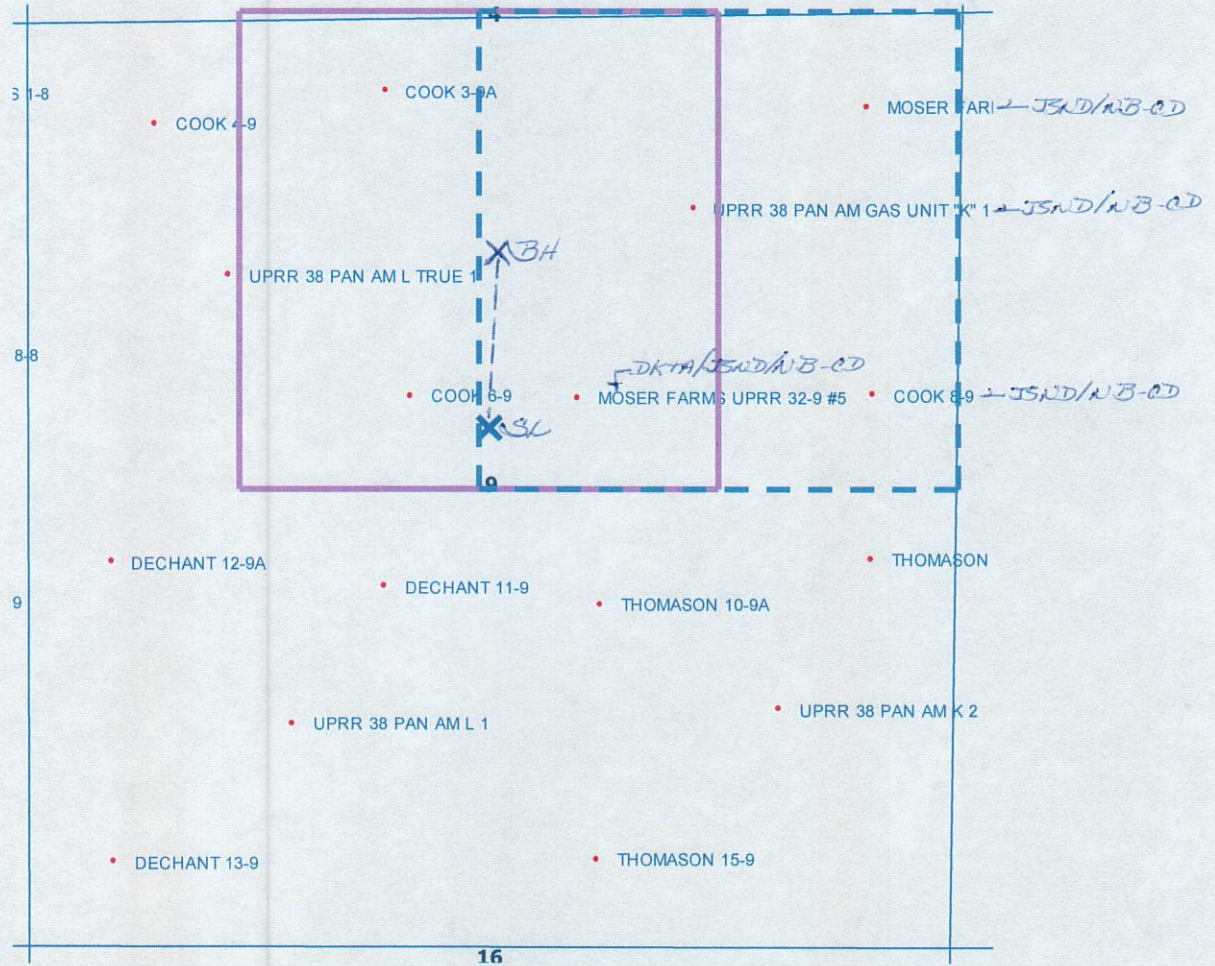 4
S 1-8
COOK 3-9A
MOSER FARI JSND/NB-CD
COOK 4-9
UPRR 38 PAN AM GAS UNIT "K" 1 JSND/NB-CD
BH
UPRR 38 PAN AM L TRUE 1
8-8
DKTA/JSND/NB-CD
COOK 6-9
MOSER FARMS UPRR 32-9 #5
COOK 8-9 JSND/NB-CD
SL
9
DECHANT 12-9A
THOMASON
DECHANT 11-9
9
THOMASON 10-9A
UPRR 38 PAN AM L 1
UPRR 38 PAN AM K 2
DECHANT 13-9
THOMASON 15-9
16